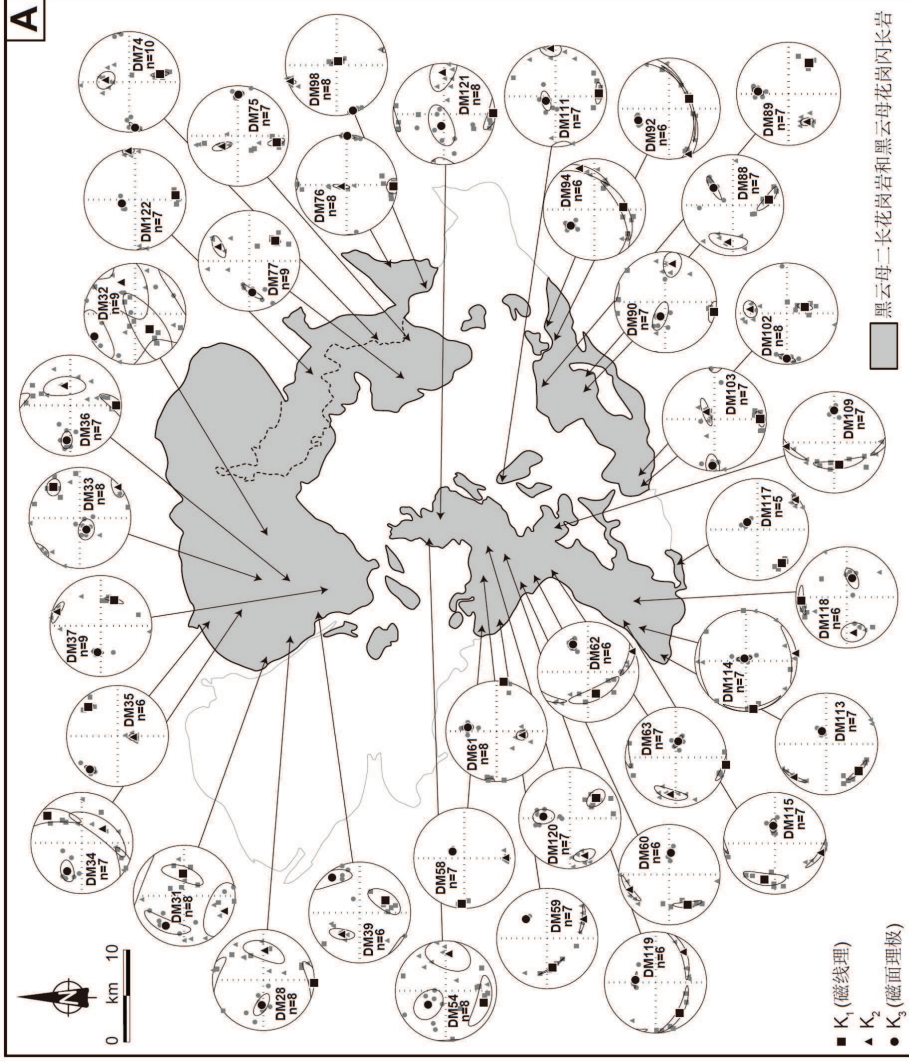 A
DM74
n=10
DM98
n=8
DM75
n=7
DM122
n=7
DM76
n=8
DM121
n=8
DM32
n=9
DM77
n=9
DM111
n=7
DM92
n=6
DM36
n=7
DM94
n=6
DM89
n=7
DM33
n=8
DM88
n=7
DM90
n=7
DM37
n=9
DM102
n=8
DM103
n=7
DM35
n=6
DM109
n=7
DM117
n=5
DM34
n=7
DM62
n=6
DM118
n=6
DM61
n=8
DM114
n=7
DM31
n=8
DM63
n=7
DM113
n=7
DM58
n=7
DM120
n=7
DM39
n=6
DM60
n=6
DM115
n=7
DM28
n=8
DM59
n=7
DM54
n=8
DM119
n=6
N
0 10
km
K₁ (磁线理)
K₂
K₃ (磁面理极)
黑云母二长花岗岩和黑云母花岗闪长岩